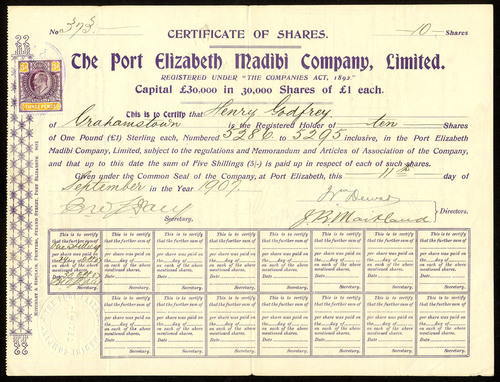 No 373 CERTIFICATE OF SHARES. 10 Shares
The Port Elizabeth Madibi Company, Limited.
REGISTERED UNDER "THE COMPANIES ACT, 1892"
Capital £30,000 in 30,000 Shares of £1 each.
This is to Certify that Henry Godfrey
of Grahamstown is the Registered Holder of ten Shares
of One Pound (£1) Sterling each, Numbered 5286 to 5295 inclusive, in the Port Elizabeth
Madibi Company, Limited, subject to the regulations and Memorandum and Articles of Association of the Company,
and that up to this date the sum of Five Shillings (5/-) is paid up in respect of each of such shares.
Given under the Common Seal of the Company, at Port Elizabeth, this 11th day
of September in the Year 1907.
Secretary.
J B Maitland
Directors.
This is to certify that the further sum of
per share was paid on the day of on each of the above mentioned shares.
Date
Secretary.
THREE PENCE